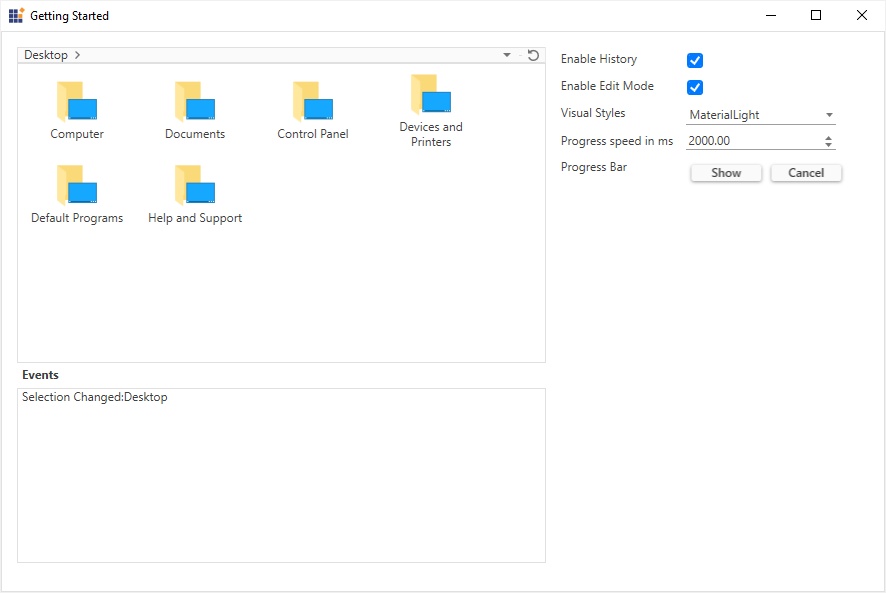 Getting Started
Desktop
Computer
Documents
Control Panel
Devices and
Printers
Default Programs
Help and Support
Events
Selection Changed:Desktop
Enable History
Enable Edit Mode
Visual Styles
MaterialLight
Progress speed in ms
2000.00
Progress Bar
Show
Cancel